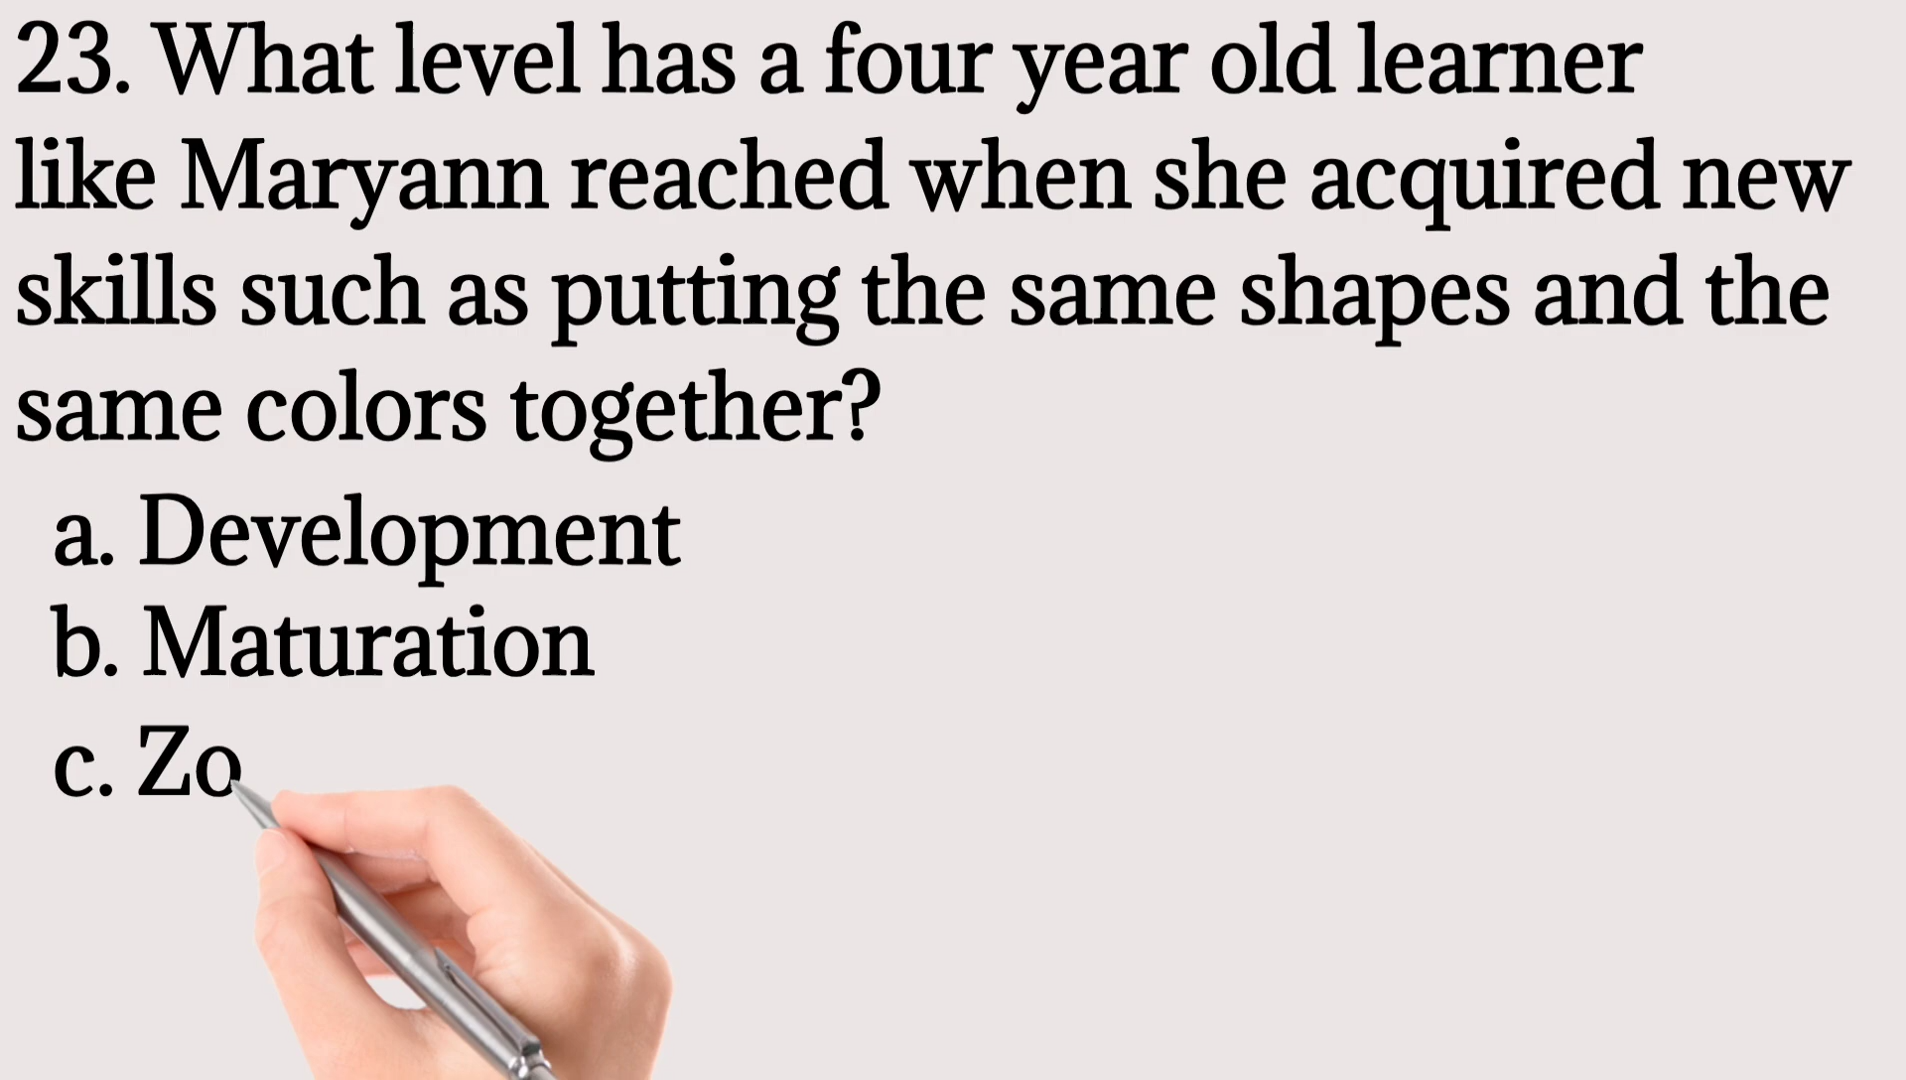 23. What level has a four year old learner
like Maryann reached when she acquired new
skills such as putting the same shapes and the
same colors together?
a. Development
b. Maturation
c. Zo